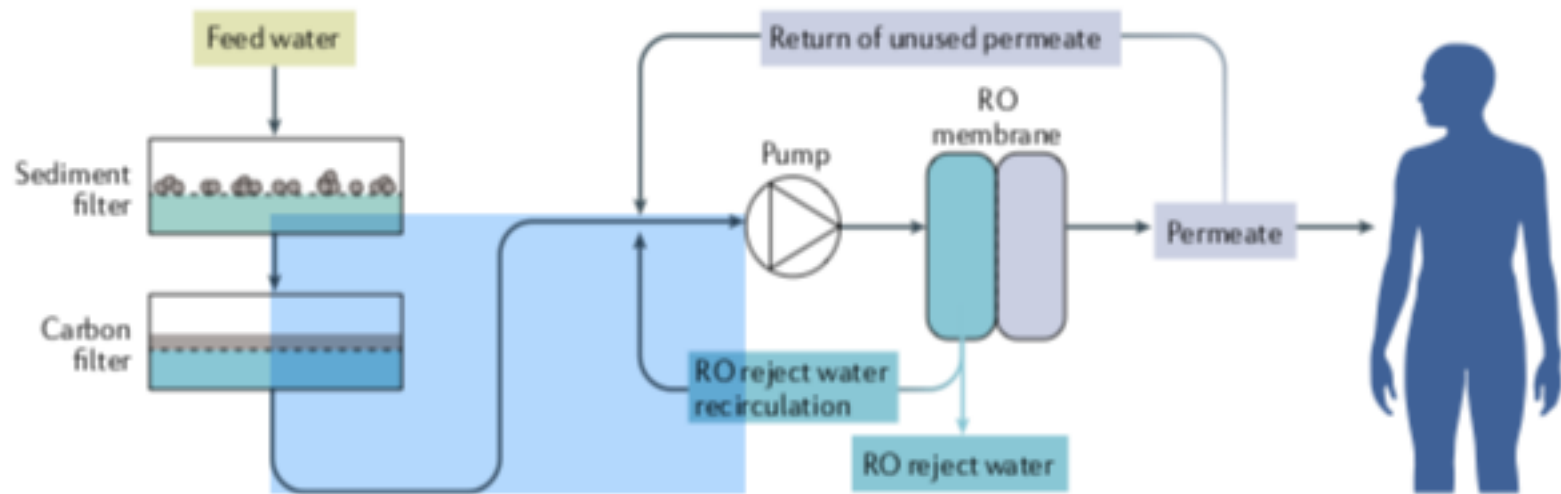 Feed water
Return of unused permeate
RO
membrane
Pump
Sediment
filter
Permeate
Carbon
filter
RO reject water
recirculation
RO reject water